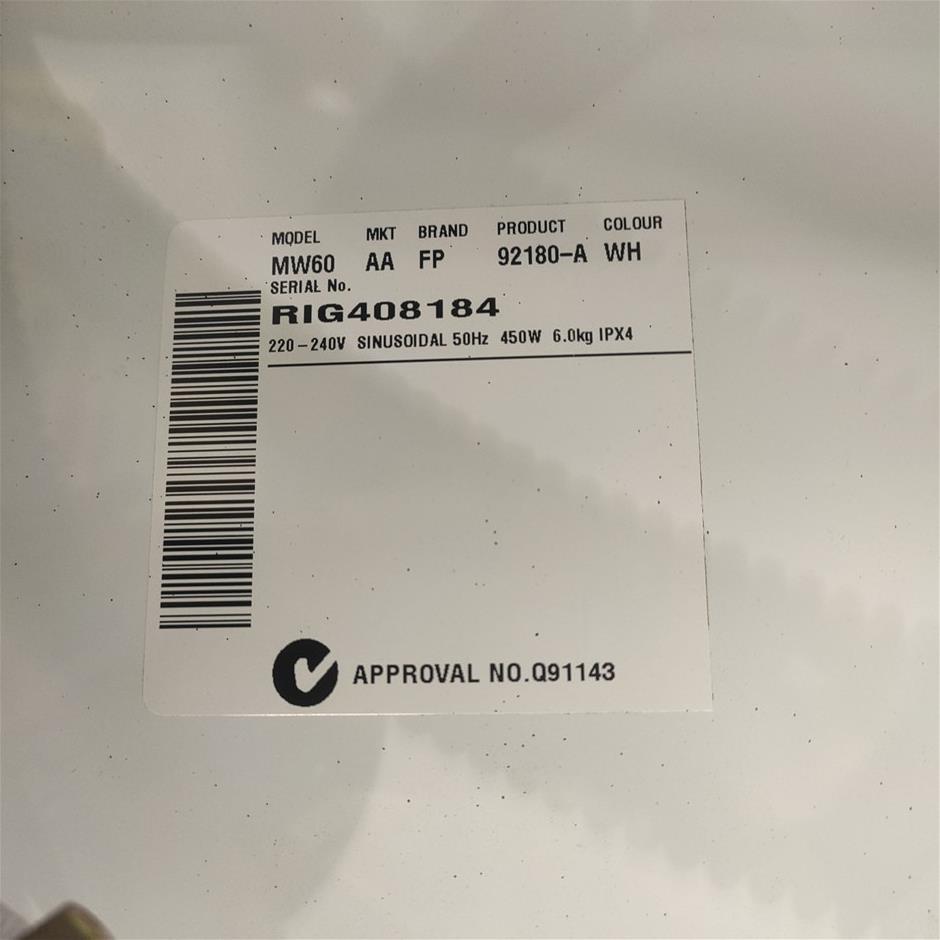 MODEL MKT BRAND PRODUCT COLOUR
MW60 AA FP 92180-A WH
SERIAL No.
RIG408184
220-240V SINUSOIDAL 50Hz 450W 6.0kg IPX4
APPROVAL NO.Q91143